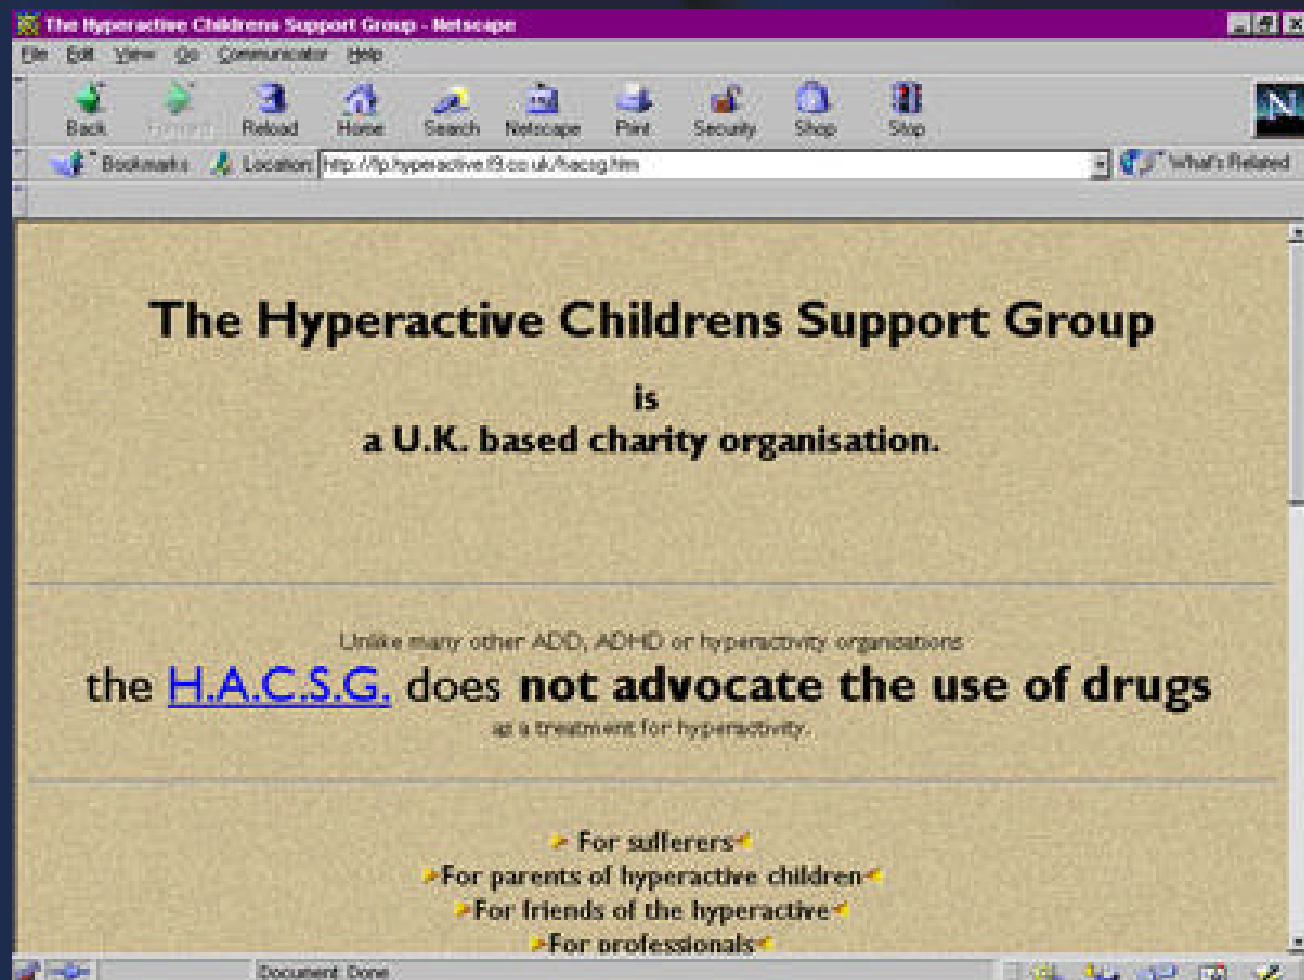 The Hyperactive Childrens Support Group - Netscape
File Edit View Go Communicator Help
Back Forward Reload Home Search Netscape Print Security Shop Stop
N
Bookmarks Location http://fp.hyperactive.f9.co.uk/hacsg.htm What's Related
The Hyperactive Childrens Support Group
is
a U.K. based charity organisation.
Unlike many other ADD, ADHD or hyperactivity organisations
the H.A.C.S.G. does not advocate the use of drugs
as a treatment for hyperactivity.
For sufferers
For parents of hyperactive children
For friends of the hyperactive
For professionals
Document: Done